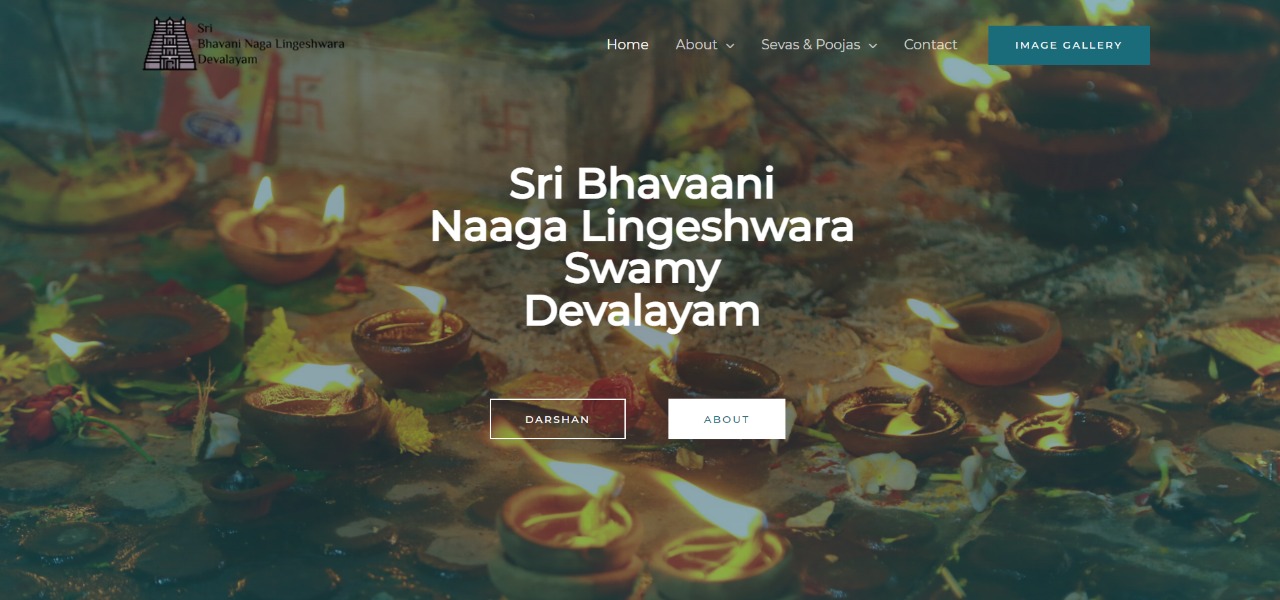 Sri
Bhavani Naga Lingeshwara
Devalayam
Home
About
Sevas & Poojas
Contact
IMAGE GALLERY
Sri Bhavaani
Naaga Lingeshwara
Swamy
Devalayam
DARSHAN
ABOUT